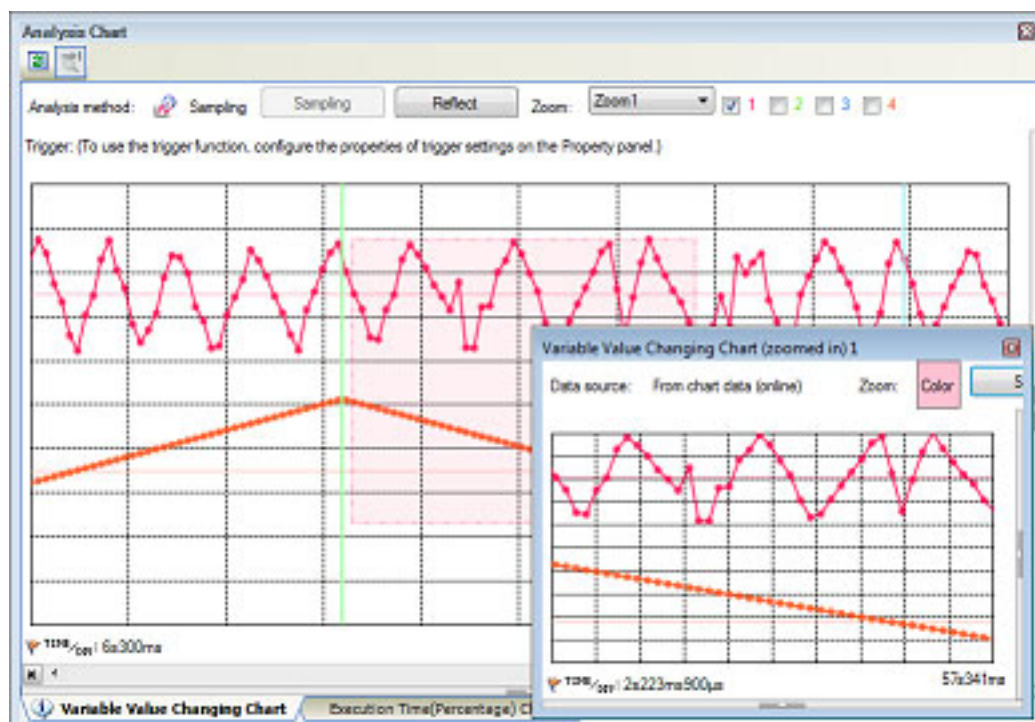 Analysis Chart
Analysis method: Sampling Sampling Reflect Zoom: Zoom1 1 2 3 4
Trigger: (To use the trigger function, configure the properties of trigger settings on the Property panel.)
Variable Value Changing Chart (zoomed in) 1
Data source: From chart data (online) Zoom: Color S
TIME/DIV: 6s300ms
TIME/DIV: 2s223ms900μs 57s341ms
Variable Value Changing Chart Execution Time(Percentage) C